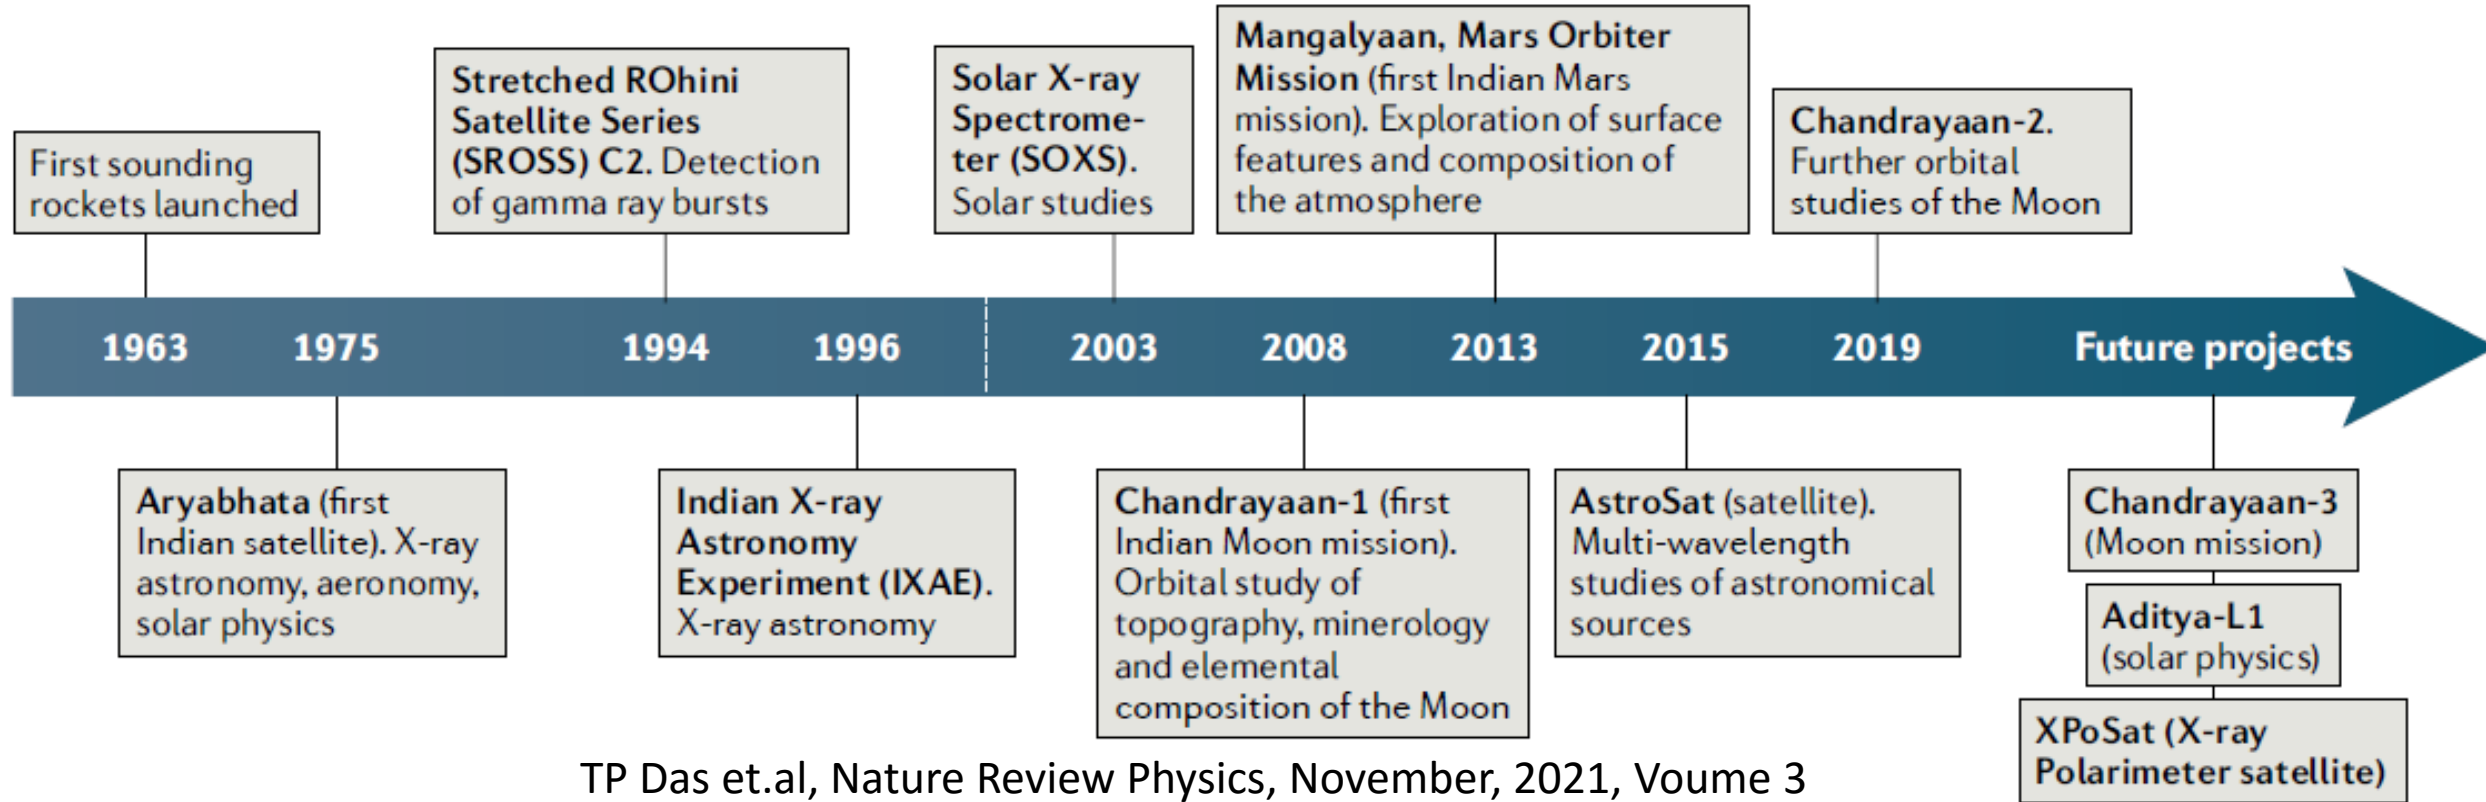 First sounding
rockets launched
Stretched ROhini
Satellite Series
(SROSS) C2. Detection
of gamma ray bursts
Solar X-ray
Spectrome-
ter (SOXS).
Solar studies
Mangalyaan, Mars Orbiter
Mission (first Indian Mars
mission). Exploration of surface
features and composition of
the atmosphere
Chandrayaan-2.
Further orbital
studies of the Moon
1963 1975 1994 1996 2003 2008 2013 2015 2019 Future projects
Aryabhata (first
Indian satellite). X-ray
astronomy, aeronomy,
solar physics
Indian X-ray
Astronomy
Experiment (IXAE).
X-ray astronomy
Chandrayaan-1 (first
Indian Moon mission).
Orbital study of
topography, minerology
and elemental
composition of the Moon
AstroSat (satellite).
Multi-wavelength
studies of astronomical
sources
Chandrayaan-3
(Moon mission)
Aditya-L1
(solar physics)
XPoSat (X-ray
Polarimeter satellite)
TP Das et.al, Nature Review Physics, November, 2021, Voume 3